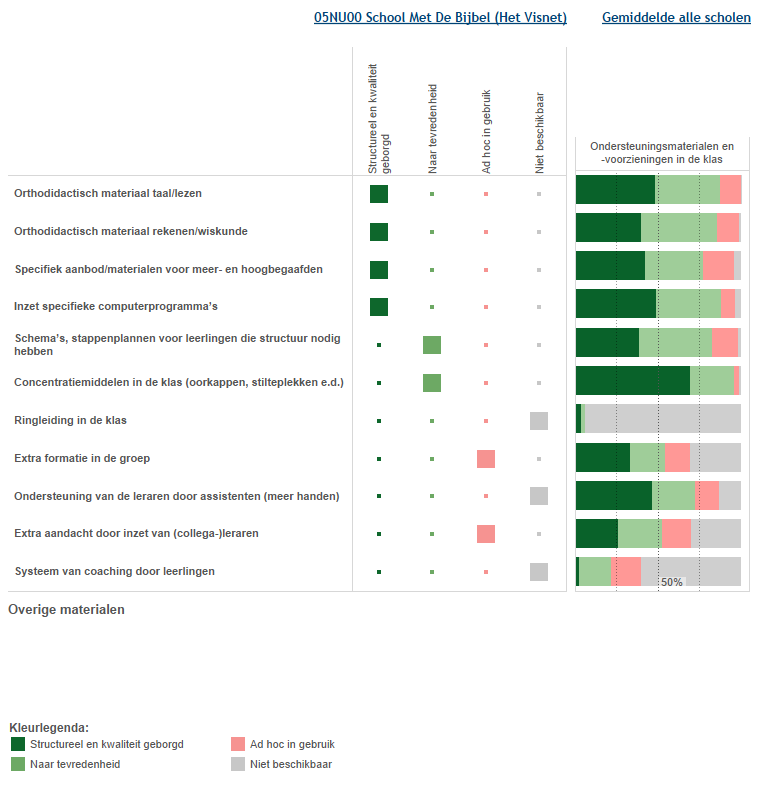 05NU00 School Met De Bijbel (Het Visnet)
Gemiddelde alle scholen
Structureel en kwaliteit
geborgd
Naar tevredenheid
Ad hoc in gebruik
Niet beschikbaar
Ondersteuningsmaterialen en
-voorzieningen in de klas
Orthodidactisch materiaal taal/lezen
Orthodidactisch materiaal rekenen/wiskunde
Specifiek aanbod/materialen voor meer- en hoogbegaafden
Inzet specifieke computerprogramma's
Schema's, stappenplannen voor leerlingen die structuur nodig
hebben
Concentratiemiddelen in de klas (oorkappen, stilteplekken e.d.)
Ringleiding in de klas
Extra formatie in de groep
Ondersteuning van de leraren door assistenten (meer handen)
Extra aandacht door inzet van (collega-)leraren
Systeem van coaching door leerlingen
50%
Overige materialen
Kleurlegenda:
Structureel en kwaliteit geborgd
Ad hoc in gebruik
Naar tevredenheid
Niet beschikbaar